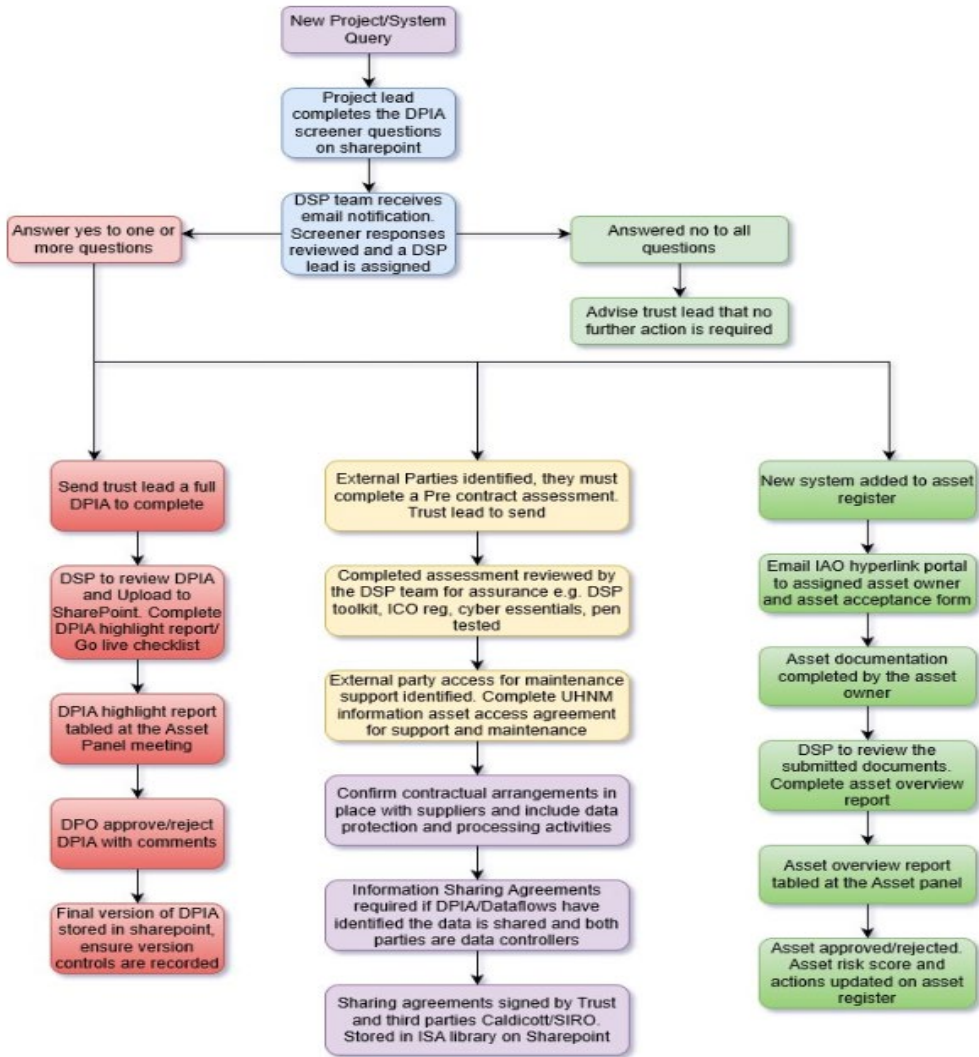 New Project/System
Query
Project lead
completes the DPIA
screener questions
on sharepoint
DSP team receives
email notification.
Screener responses
reviewed and a DSP
lead is assigned
Answer yes to one or
more questions
Answered no to all
questions
Advise trust lead that no
further action is required
Send trust lead a full
DPIA to complete
DSP to review DPIA
and Upload to
SharePoint. Complete
DPIA highlight report/
Go live checklist
DPIA highlight report
tabled at the Asset
Panel meeting
DPO approve/reject
DPIA with comments
Final version of DPIA
stored in sharepoint,
ensure version
controls are recorded
External Parties identified, they must
complete a Pre contract assessment.
Trust lead to send
Completed assessment reviewed by
the DSP team for assurance e.g. DSP
toolkit, ICO reg, cyber essentials, pen
tested
External party access for maintenance
support identified. Complete UHNM
information asset access agreement
for support and maintenance
Confirm contractual arrangements in
place with suppliers and include data
protection and processing activities
Information Sharing Agreements
required if DPIA/Dataflows have
identified the data is shared and both
parties are data controllers
Sharing agreements signed by Trust
and third parties Caldicott/SIRO.
Stored in ISA library on Sharepoint
New system added to asset
register
Email IAO hyperlink portal
to assigned asset owner
and asset acceptance form
Asset documentation
completed by the asset
owner
DSP to review the
submitted documents.
Complete asset overview
report
Asset overview report
tabled at the Asset panel
Asset approved/rejected.
Asset risk score and
actions updated on asset
register